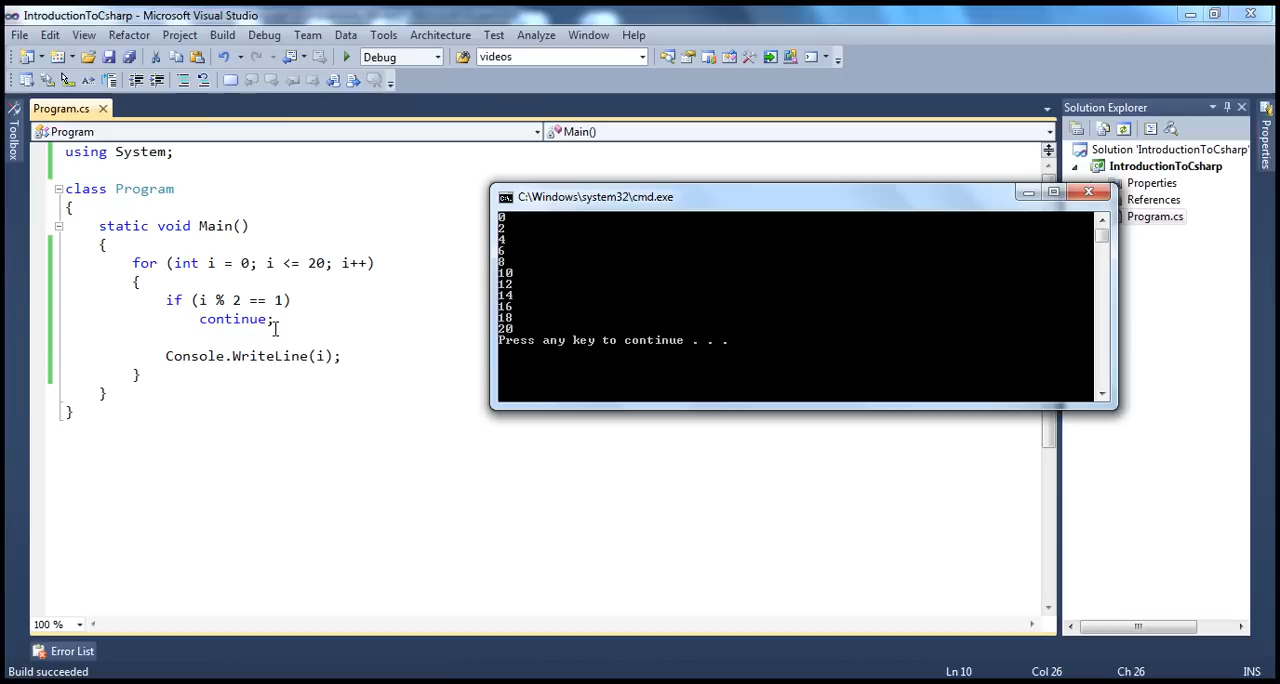 IntroductionToCsharp - Microsoft Visual Studio
File Edit View Refactor Project Build Debug Team Data Tools Architecture Test Analyze Window Help
Debug videos
Program.cs
Program Main()
using System;
class Program
{
static void Main()
{
for (int i = 0; i <= 20; i++)
{
if (i % 2 == 1)
continue;
Console.WriteLine(i);
}
}
}
C:\Windows\system32\cmd.exe
0
2
4
6
8
10
12
14
16
18
20
Press any key to continue . . .
Toolbox
Solution Explorer
Solution 'IntroductionToCsharp'
IntroductionToCsharp
Properties
References
Program.cs
Properties
100 %
Error List
Build succeeded Ln 10 Col 26 Ch 26 INS